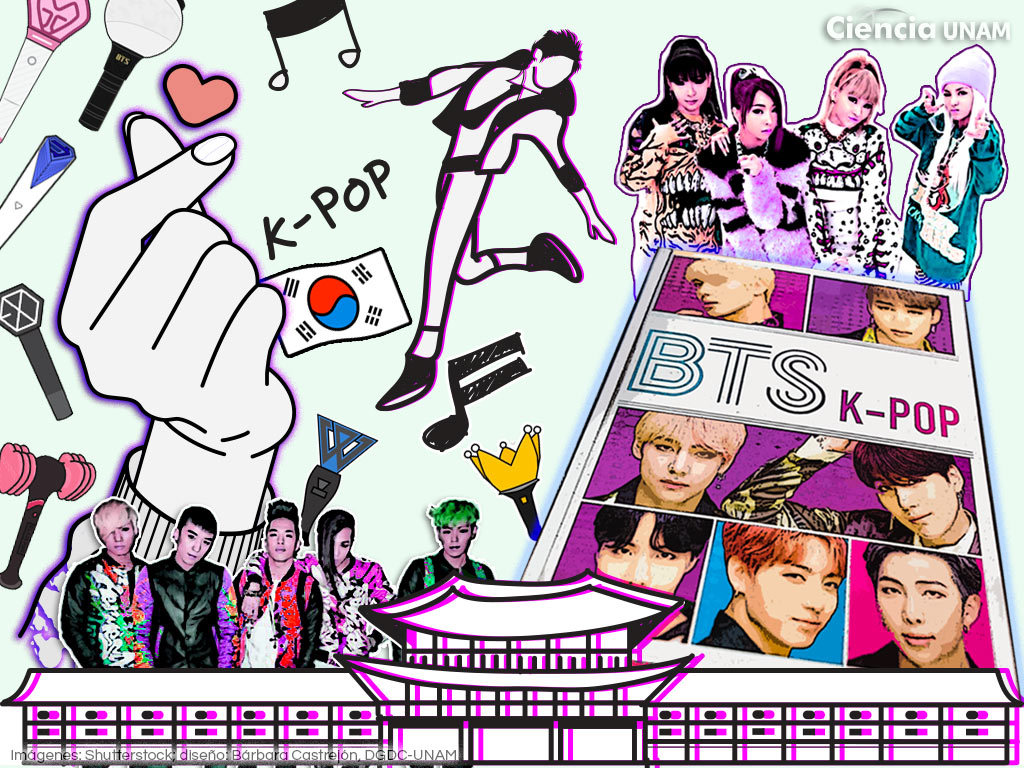 Ciencia UNAM
BTS
K-POP
BTS K-POP
Imágenes: Shutterstock; diseño: Bárbara Castrejón, DGDC-UNAM